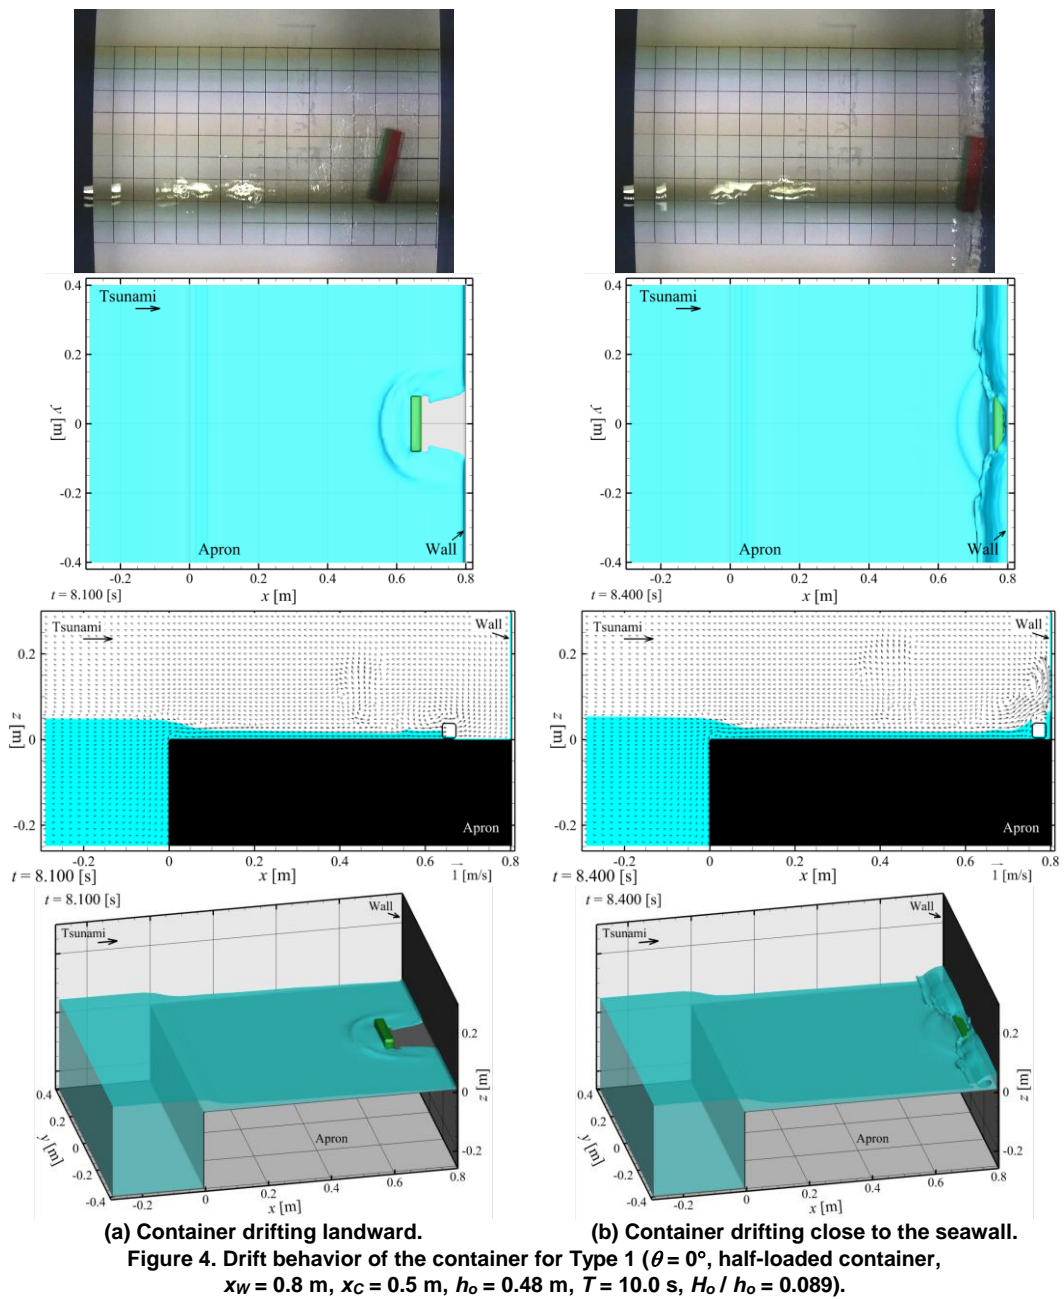 0.4
Tsunami
0.2
y [m]
0
-0.2
Apron
Wall
-0.4
-0.2
0
0.2
0.4
0.6
0.8
t = 8.100 [s]
x [m]
0.4
Tsunami
0.2
y [m]
0
-0.2
Apron
Wall
-0.4
-0.2
0
0.2
0.4
0.6
0.8
t = 8.400 [s]
x [m]
Tsunami
Wall
0.2
z [m]
0
-0.2
Apron
0
0.2
0.4
0.6
0.8
t = 8.100 [s]
x [m]
1 [m/s]
Tsunami
Wall
0.2
z [m]
0
-0.2
Apron
0
0.2
0.4
0.6
0.8
t = 8.400 [s]
x [m]
1 [m/s]
t = 8.100 [s]
Wall
Tsunami
0.2
0
z [m]
-0.2
0.4
0.2
0
y [m]
-0.2
-0.4
Apron
-0.2
0
0.2
0.4
0.6
0.8
x [m]
t = 8.400 [s]
Wall
Tsunami
0.2
0
z [m]
-0.2
0.4
0.2
0
y [m]
-0.2
-0.4
Apron
-0.2
0
0.2
0.4
0.6
0.8
x [m]
(a) Container drifting landward.
(b) Container drifting close to the seawall.
Figure 4. Drift behavior of the container for Type 1 (θ = 0°, half-loaded container,
xW = 0.8 m, xC = 0.5 m, ho = 0.48 m, T = 10.0 s, Ho / ho = 0.089).